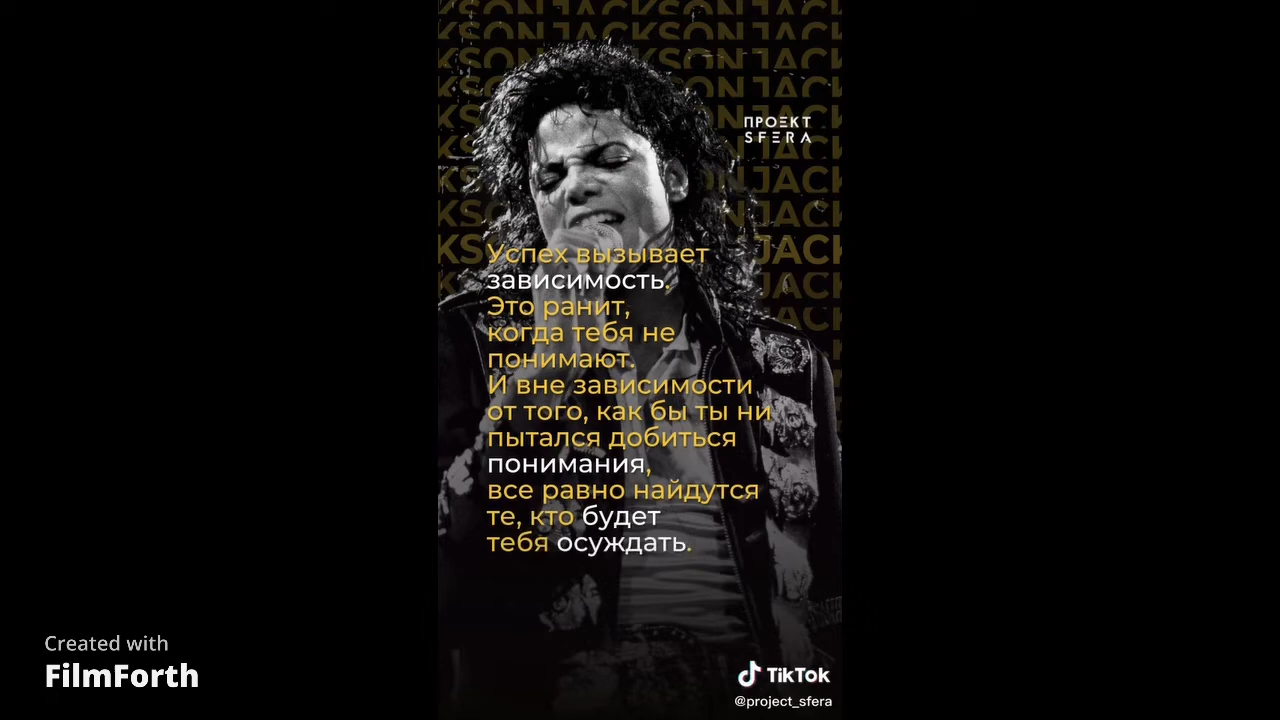 JACKSON JACKSON
ПРОЕКТ
SFERA
Успех вызывает
зависимость.
Это ранит,
когда тебя не
понимают.
И вне зависимости
от того, как бы ты ни
пытался добиться
понимания,
все равно найдутся
те, кто будет
тебя осуждать.
Created with
FilmForth
TikTok
@project_sfera